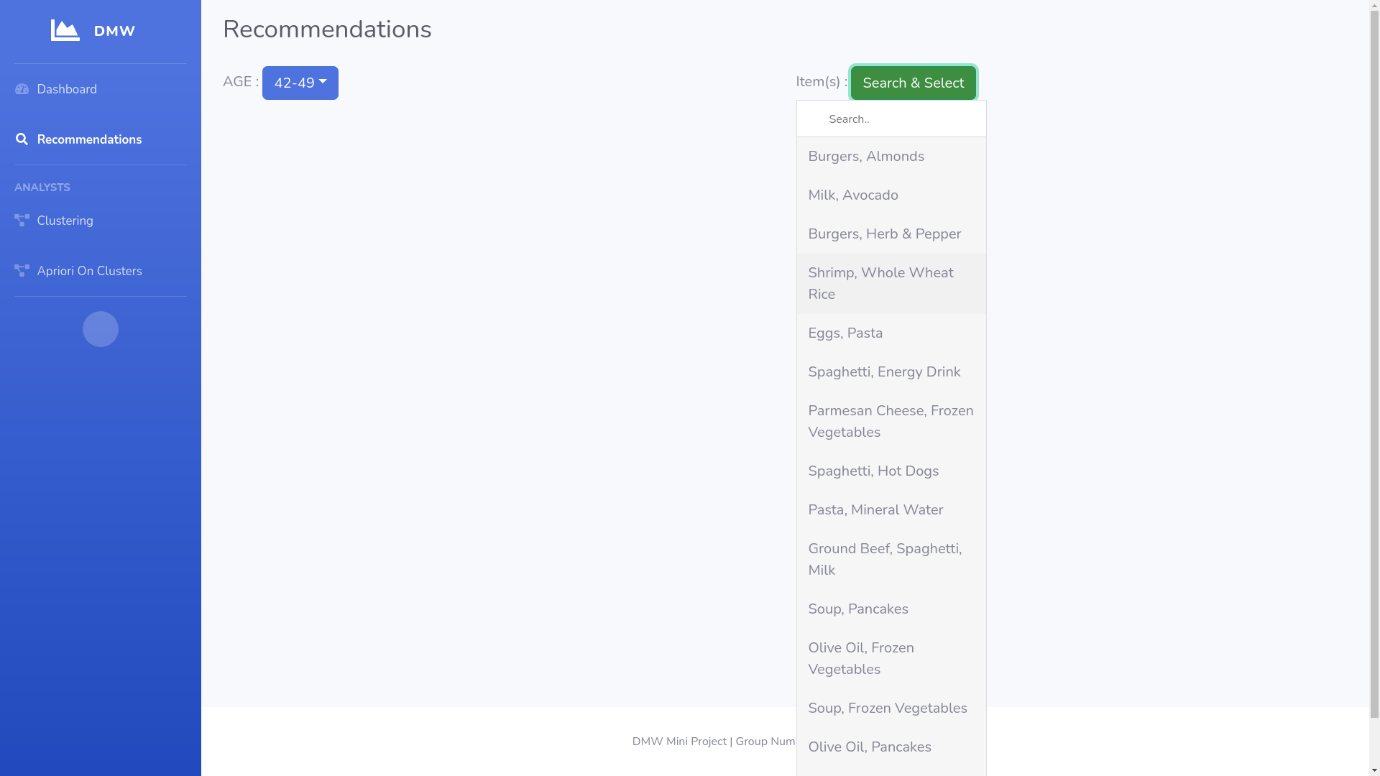 DMW
Dashboard
Recommendations
ANALYSTS
Clustering
Apriori On Clusters
Recommendations
AGE : 42-49
Item(s) : Search & Select
Search..
Burgers, Almonds
Milk, Avocado
Burgers, Herb & Pepper
Shrimp, Whole Wheat
Rice
Eggs, Pasta
Spaghetti, Energy Drink
Parmesan Cheese, Frozen
Vegetables
Spaghetti, Hot Dogs
Pasta, Mineral Water
Ground Beef, Spaghetti,
Milk
Soup, Pancakes
Olive Oil, Frozen
Vegetables
Soup, Frozen Vegetables
Olive Oil, Pancakes
DMW Mini Project | Group Num